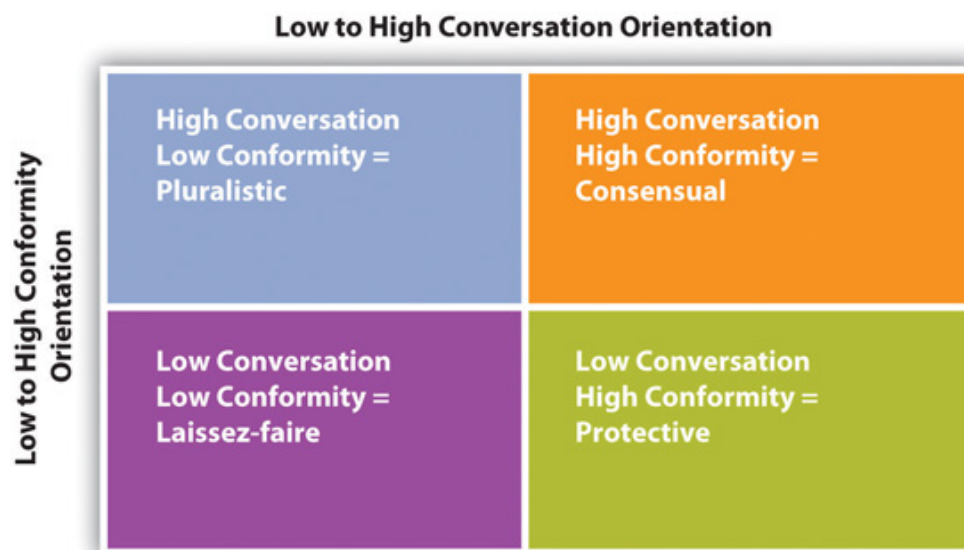 Low to High Conversation Orientation
Low to High Conformity
Orientation
High Conversation
Low Conformity =
Pluralistic
High Conversation
High Conformity =
Consensual
Low Conversation
Low Conformity =
Laissez-faire
Low Conversation
High Conformity =
Protective